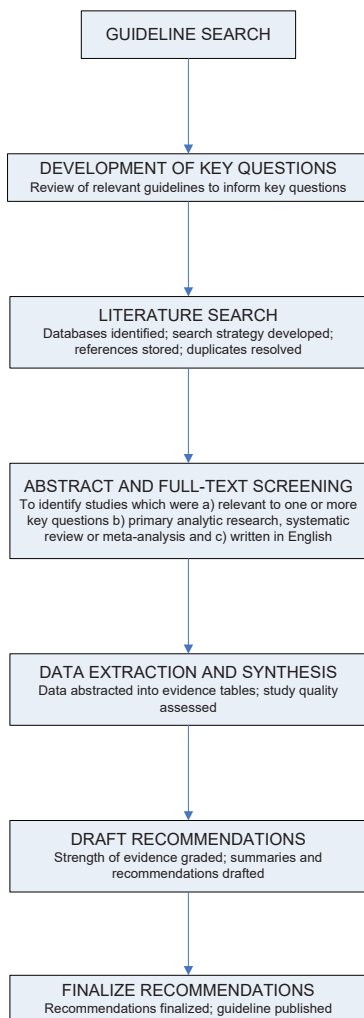 GUIDELINE SEARCH
DEVELOPMENT OF KEY QUESTIONS
Review of relevant guidelines to inform key questions
LITERATURE SEARCH
Databases identified; search strategy developed;
references stored; duplicates resolved
ABSTRACT AND FULL-TEXT SCREENING
To identify studies which were a) relevant to one or more
key questions b) primary analytic research, systematic
review or meta-analysis and c) written in English
DATA EXTRACTION AND SYNTHESIS
Data abstracted into evidence tables; study quality
assessed
DRAFT RECOMMENDATIONS
Strength of evidence graded; summaries and
recommendations drafted
FINALIZE RECOMMENDATIONS
Recommendations finalized; guideline published